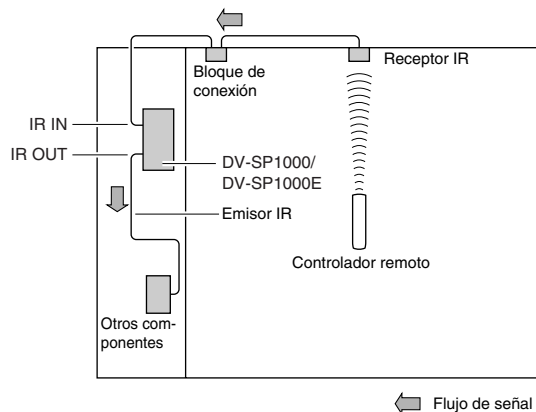 Bloque de
conexión
Receptor IR
IR IN
IR OUT
DV-SP1000/
DV-SP1000E
Emisor IR
Controlador remoto
Otros com-
ponentes
Flujo de señal